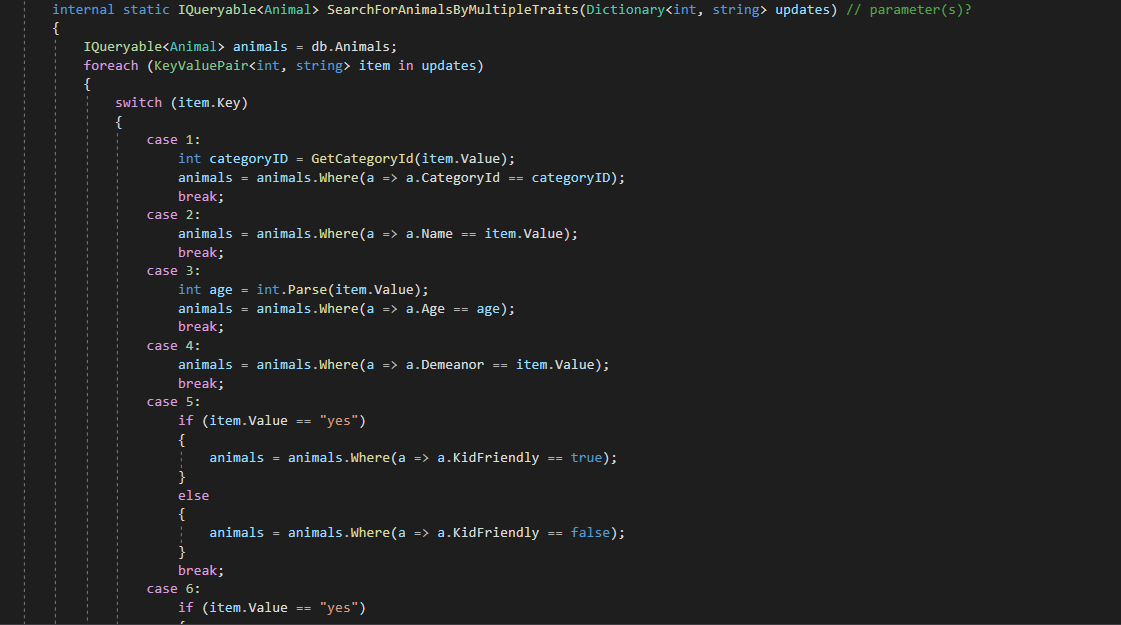 internal static IQueryable<Animal> SearchForAnimalsByMultipleTraits(Dictionary<int, string> updates) // parameter(s)?
{
    IQueryable<Animal> animals = db.Animals;
    foreach (KeyValuePair<int, string> item in updates)
    {
        switch (item.Key)
        {
            case 1:
                int categoryID = GetCategoryId(item.Value);
                animals = animals.Where(a => a.CategoryId == categoryID);
                break;
            case 2:
                animals = animals.Where(a => a.Name == item.Value);
                break;
            case 3:
                int age = int.Parse(item.Value);
                animals = animals.Where(a => a.Age == age);
                break;
            case 4:
                animals = animals.Where(a => a.Demeanor == item.Value);
                break;
            case 5:
                if (item.Value == "yes")
                {
                    animals = animals.Where(a => a.KidFriendly == true);
                }
                else
                {
                    animals = animals.Where(a => a.KidFriendly == false);
                }
                break;
            case 6:
                if (item.Value == "yes")
                {